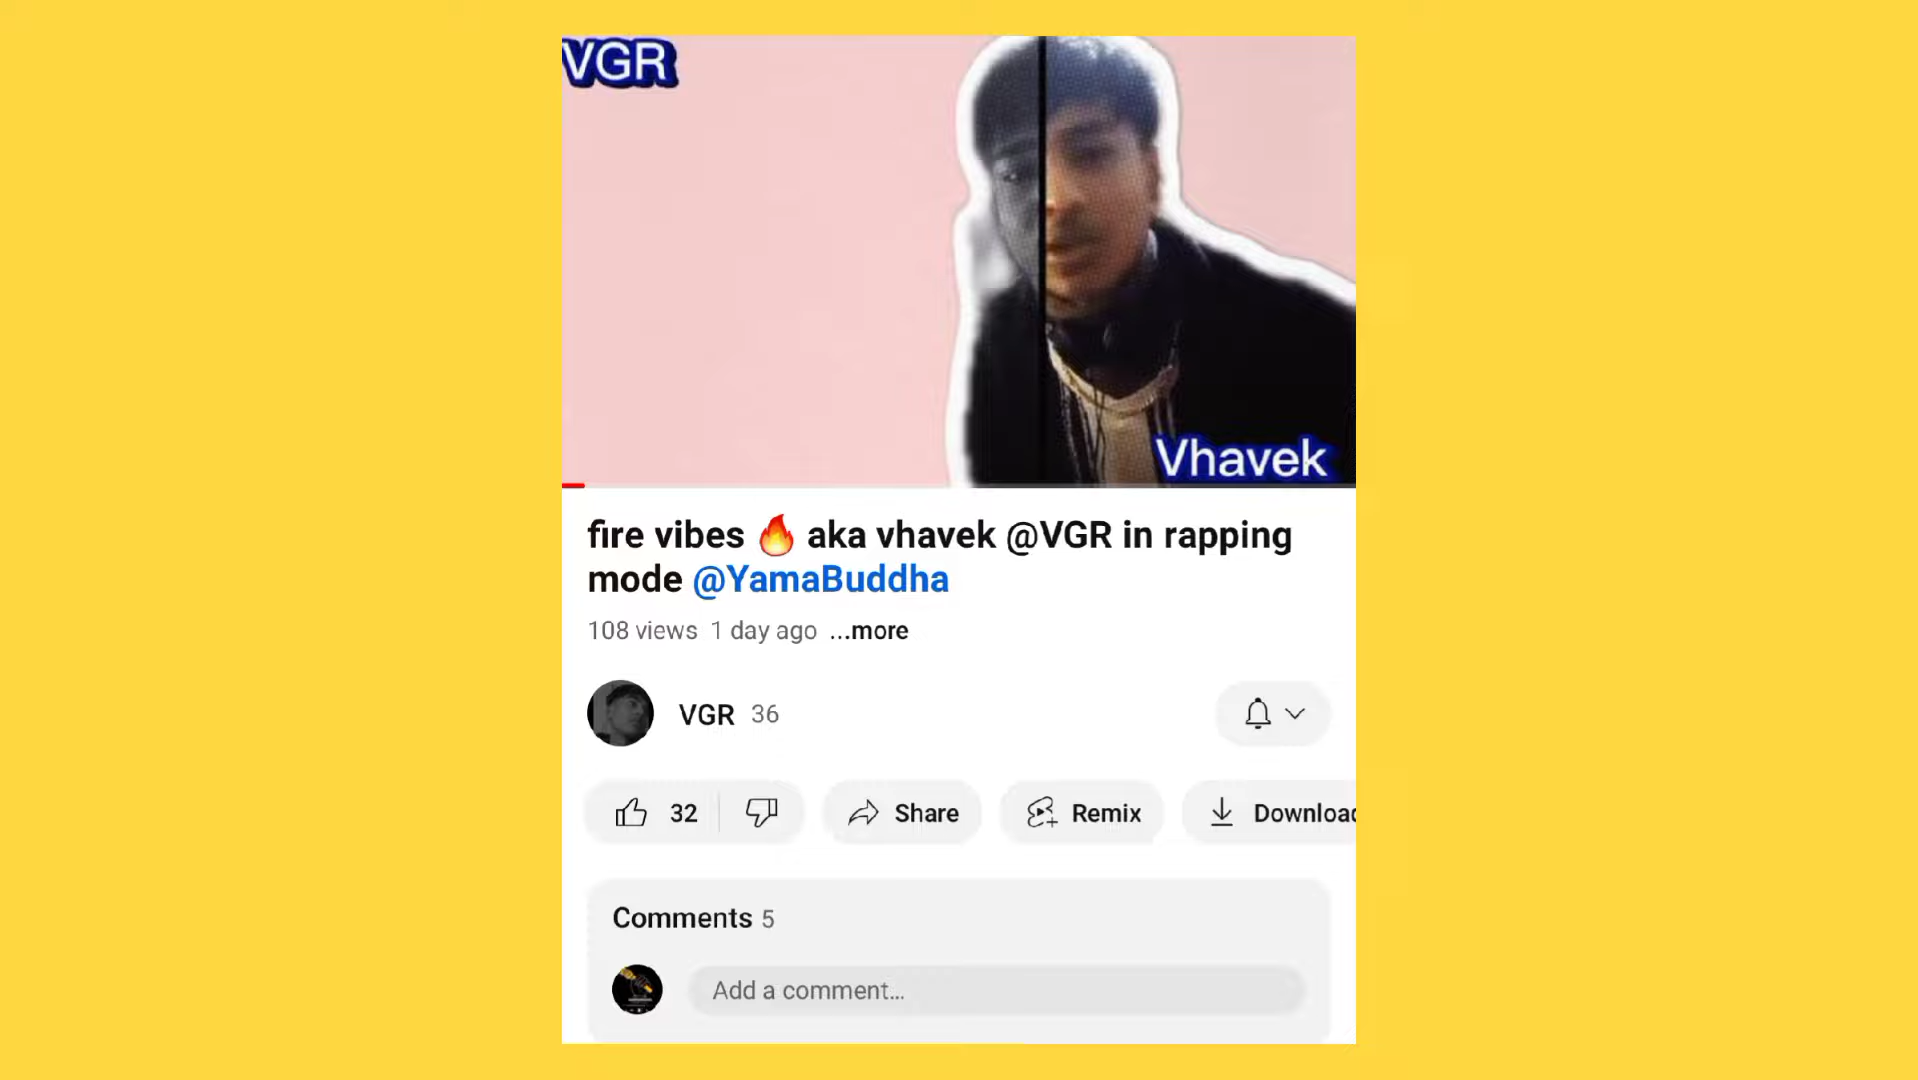 VGR
Vhavek
fire vibes 🔥 aka vhavek @VGR in rapping
mode @YamaBuddha
108 views 1 day ago ...more
VGR 36
32 Share Remix Download
Comments 5
Add a comment...